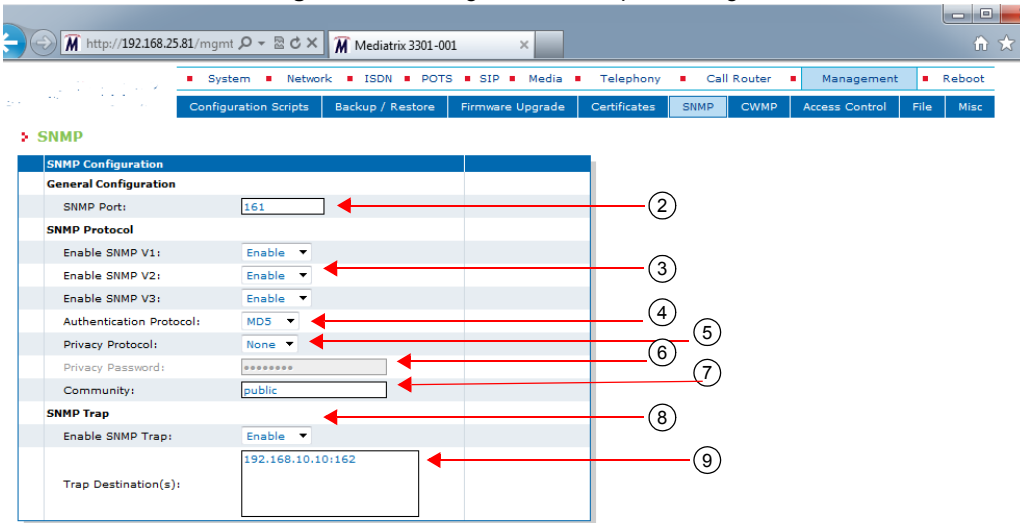 http://192.168.25.81/mgmt
Mediatrix 3301-001
System Network ISDN POTS SIP Media Telephony Call Router Management Reboot
Configuration Scripts Backup / Restore Firmware Upgrade Certificates SNMP CWMP Access Control File Misc
SNMP
SNMP Configuration
General Configuration
SNMP Port: 161
2
SNMP Protocol
Enable SNMP V1: Enable
Enable SNMP V2: Enable
3
Enable SNMP V3: Enable
Authentication Protocol: MD5
4
Privacy Protocol: None
5
Privacy Password: ••••••••
6
Community: public
7
SNMP Trap
8
Enable SNMP Trap: Enable
Trap Destination(s): 192.168.10.10:162
9